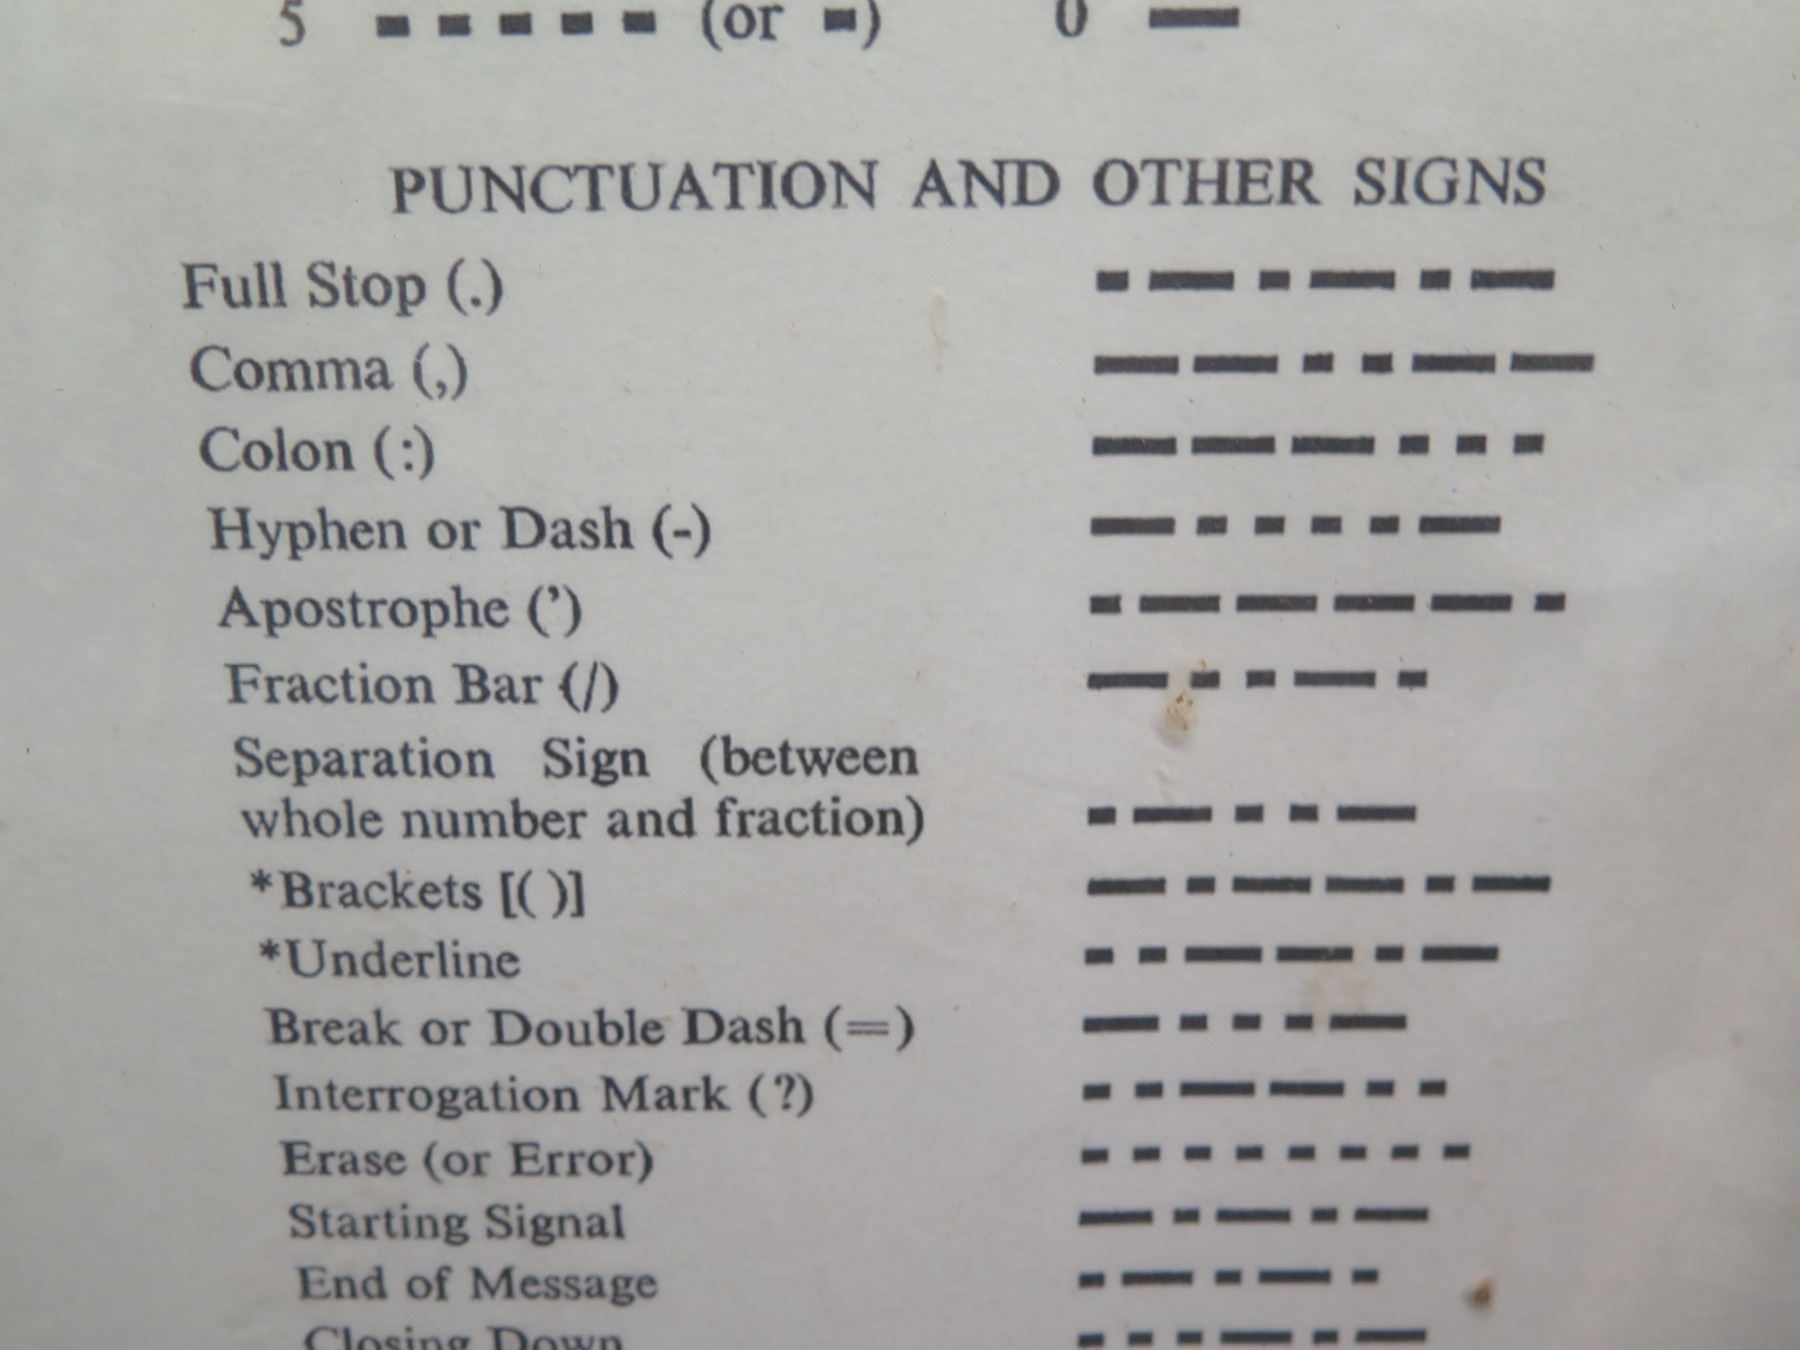 5 ····· (or ·) 0 —
PUNCTUATION AND OTHER SIGNS
Full Stop (.) ·—·—·—
Comma (,) ——··——
Colon (:) ———···
Hyphen or Dash (-) —····—
Apostrophe (’) ·————·
Fraction Bar (/) —··—·
Separation Sign (between
whole number and fraction) ·—··—
*Brackets [( )] —·——·—
*Underline ··——·—
Break or Double Dash (=) —···—
Interrogation Mark (?) ··——··
Erase (or Error) ········
Starting Signal —·—·—
End of Message ·—·—·
Closing Down ···—·—